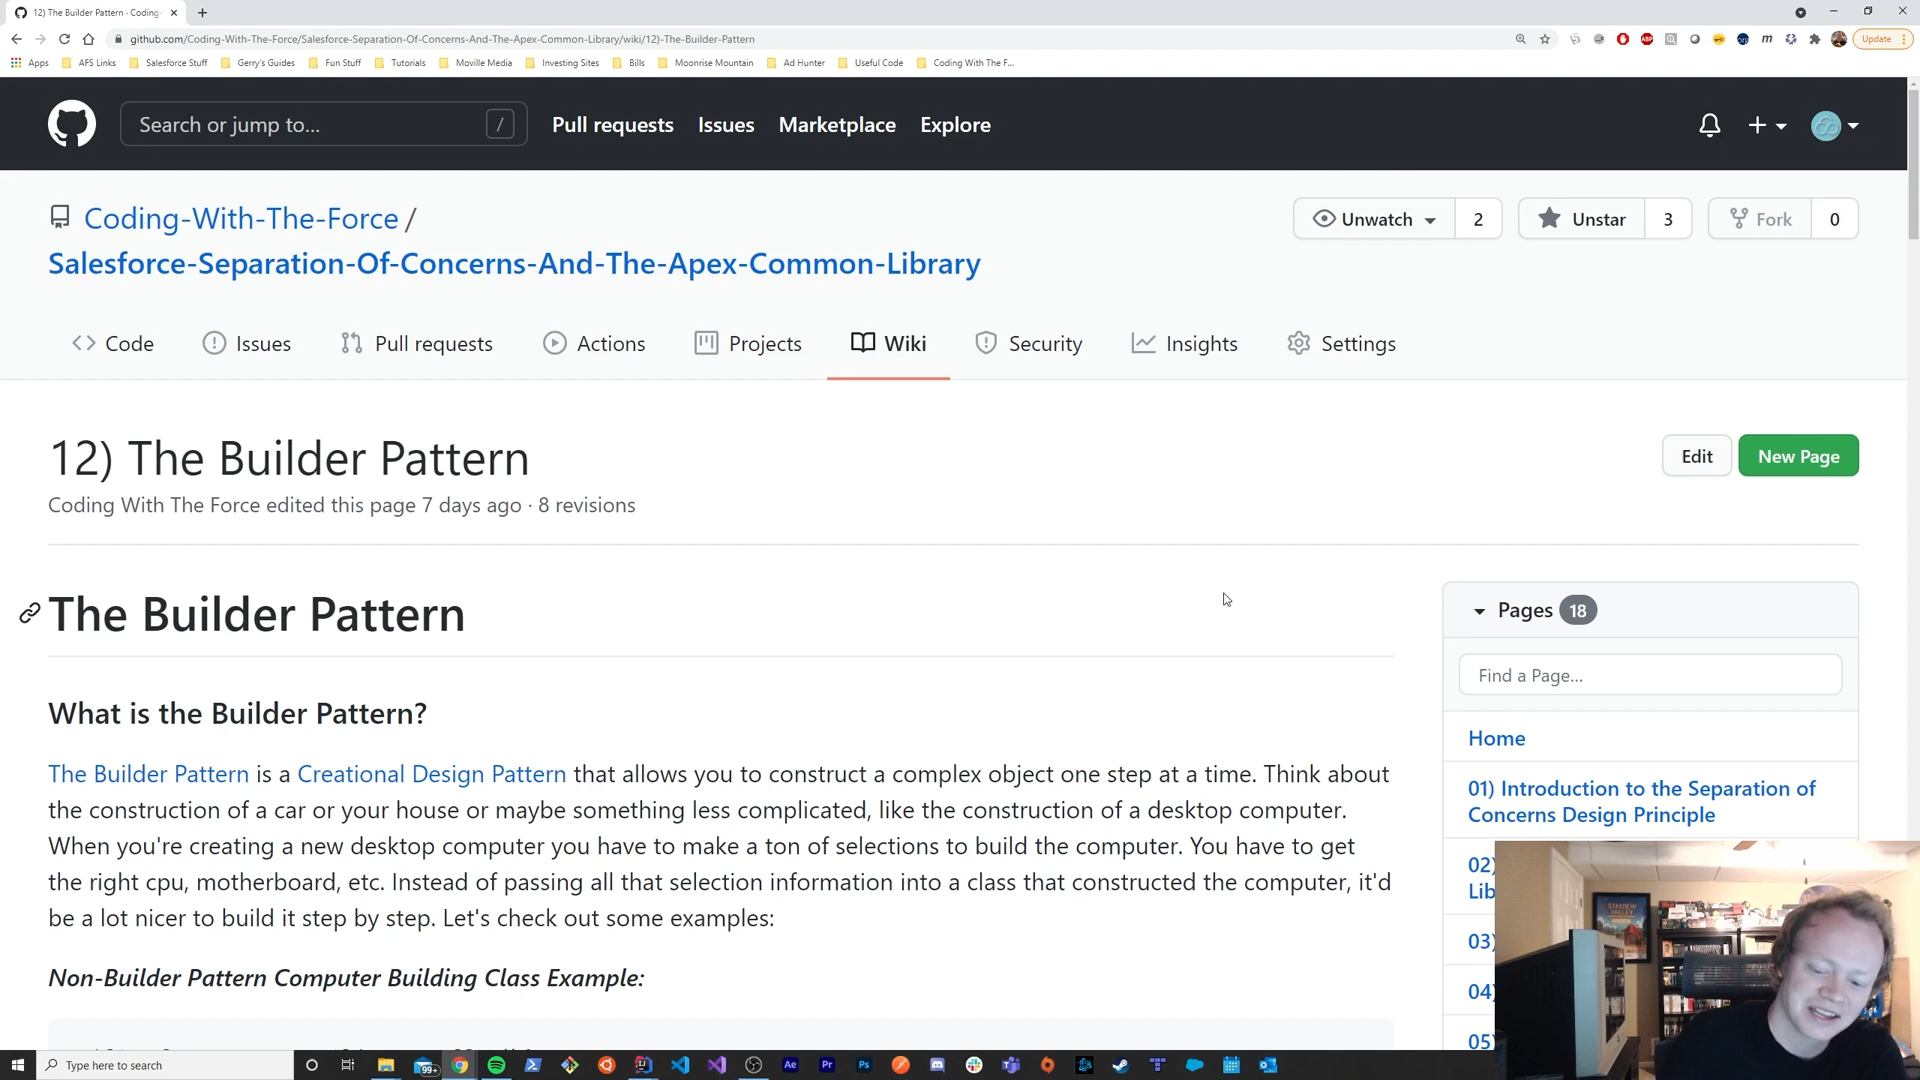 12) The Builder Pattern · Coding-
github.com/Coding-With-The-Force/Salesforce-Separation-Of-Concerns-And-The-Apex-Common-Library/wiki/12)-The-Builder-Pattern
ABP
m
Update
Apps
AFS Links
Salesforce Stuff
Gerry's Guides
Fun Stuff
Tutorials
Moville Media
Investing Sites
Bills
Moonrise Mountain
Ad Hunter
Useful Code
Coding With The F...
Search or jump to...
/
Pull requests
Issues
Marketplace
Explore
Coding-With-The-Force /
Unwatch
2
Unstar
3
Fork
0
Salesforce-Separation-Of-Concerns-And-The-Apex-Common-Library
Code
Issues
Pull requests
Actions
Projects
Wiki
Security
Insights
Settings
12) The Builder Pattern
Edit
New Page
Coding With The Force edited this page 7 days ago · 8 revisions
The Builder Pattern
What is the Builder Pattern?
The Builder Pattern is a Creational Design Pattern that allows you to construct a complex object one step at a time. Think about
the construction of a car or your house or maybe something less complicated, like the construction of a desktop computer.
When you're creating a new desktop computer you have to make a ton of selections to build the computer. You have to get
the right cpu, motherboard, etc. Instead of passing all that selection information into a class that constructed the computer, it'd
be a lot nicer to build it step by step. Let's check out some examples:
Non-Builder Pattern Computer Building Class Example:
Pages 18
Find a Page...
Home
01) Introduction to the Separation of
Concerns Design Principle
02)
Lib
03)
04)
05)
STARDEW
VALLEY
Type here to search
99+
Ae
Pr
Ps